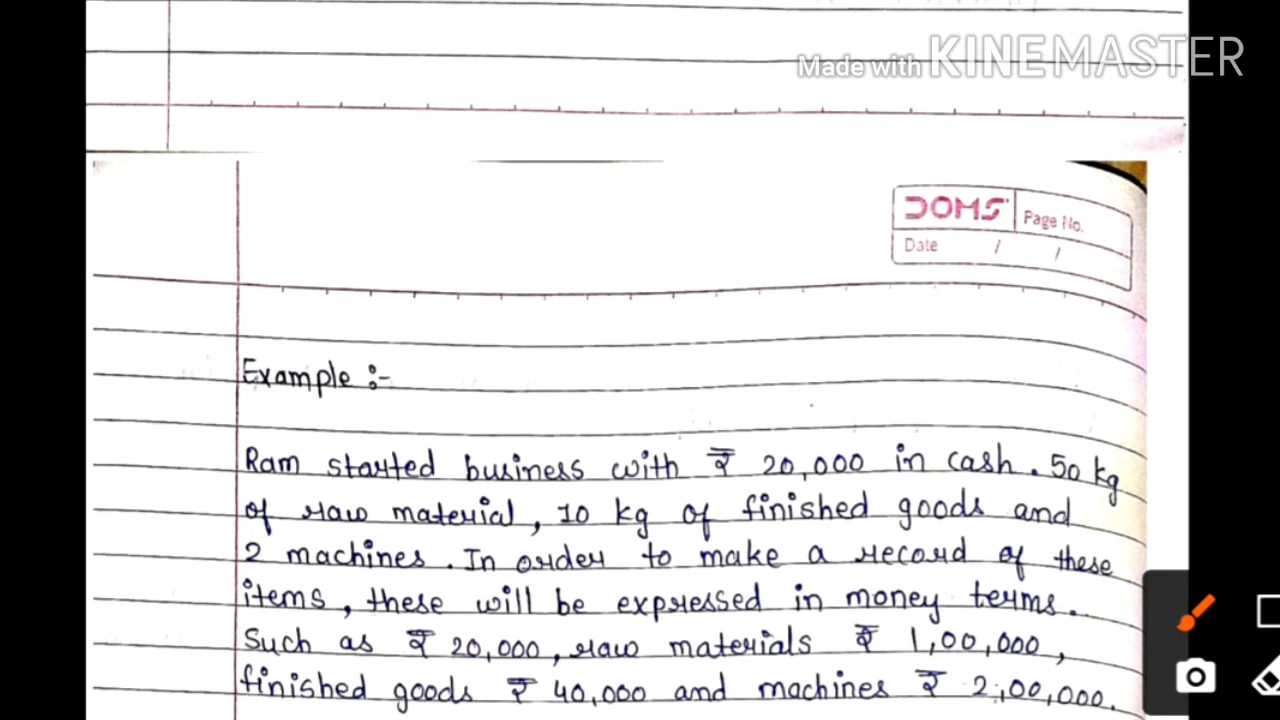 Made with KINEMASTER
DOMS
Page No.
Date / /
Example :-
Ram started business with ₹ 20,000 in cash. 50 kg
of raw material, 10 kg of finished goods and
2 machines. In order to make a record of these
items, these will be expressed in money terms.
Such as ₹ 20,000, raw materials ₹ 1,00,000,
finished goods ₹ 40,000 and machines ₹ 2,00,000.